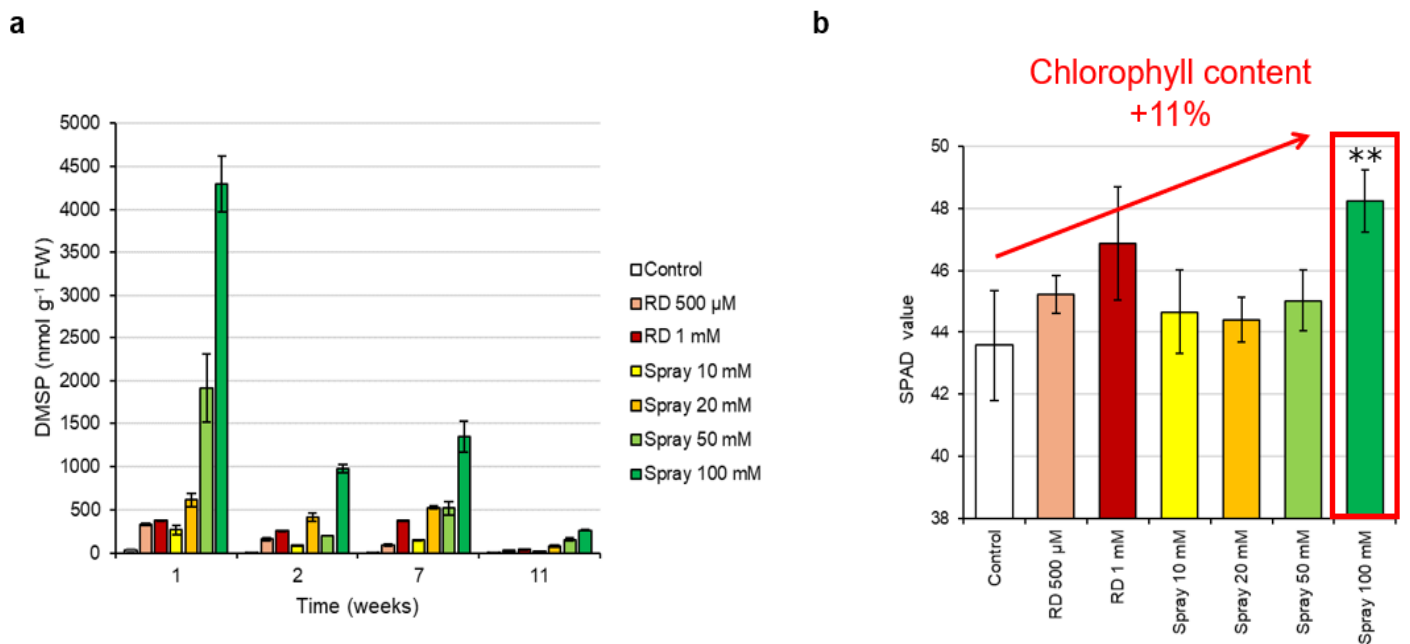 a
5000
4500
4000
3500
3000
2500
2000
1500
1000
500
0
DMSP (nmol g⁻¹ FW)
1 2 7 11
Time (weeks)
Control
RD 500 µM
RD 1 mM
Spray 10 mM
Spray 20 mM
Spray 50 mM
Spray 100 mM
b
Chlorophyll content
+11%
**
50
48
46
44
42
40
38
SPAD value
Control
RD 500 µM
RD 1 mM
Spray 10 mM
Spray 20 mM
Spray 50 mM
Spray 100 mM